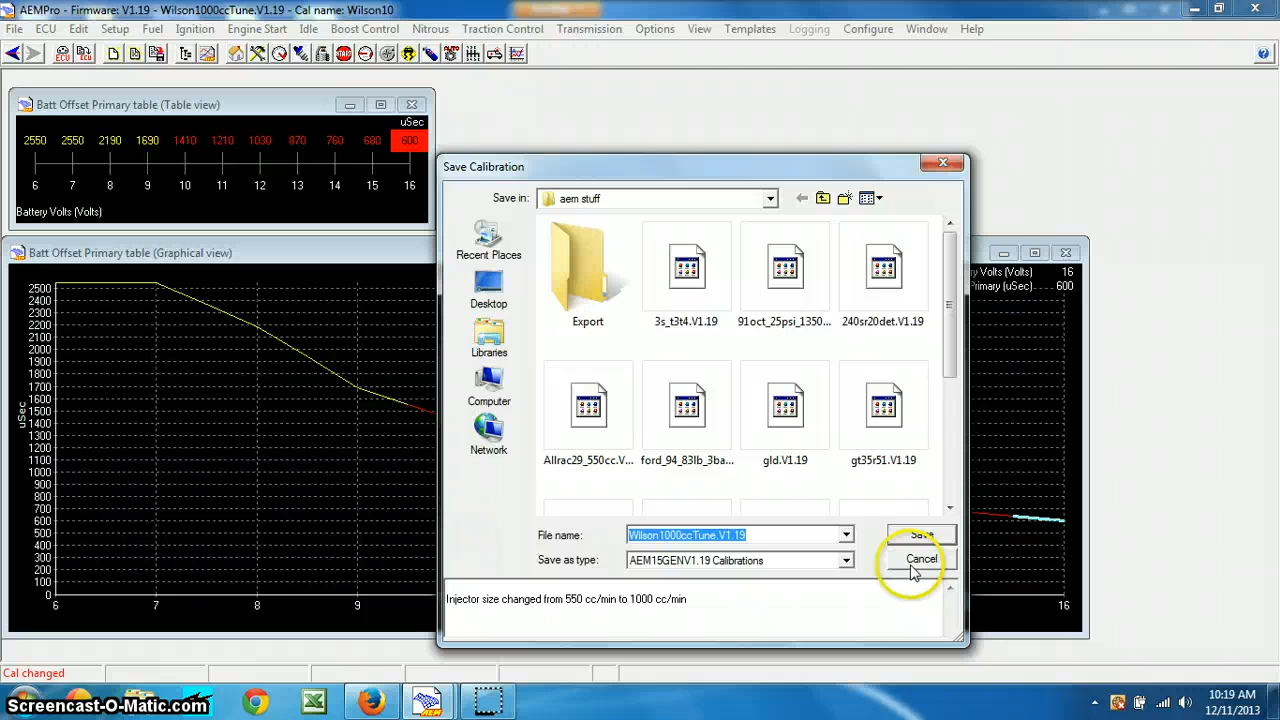 AEMPro - Firmware: V1.19 - Wilson1000ccTune.V1.19 - Cal name: Wilson10
File ECU Edit Setup Fuel Ignition Engine Start Idle Boost Control Nitrous Traction Control Transmission Options View Templates Logging Configure Window Help
Batt Offset Primary table (Table view)
uSec
2550 2550 2190 1690 1410 1210 1030 870 760 680 600
6 7 8 9 10 11 12 13 14 15 16
Battery Volts (Volts)
Batt Offset Primary table (Graphical view)
uSec
2500
2400
2300
2200
2100
2000
1900
1800
1700
1600
1500
1400
1300
1200
1100
1000
900
800
700
600
500
400
300
200
100
0
6 7 8 9
Save Calibration
Save in: aem stuff
Recent Places
Desktop
Libraries
Computer
Network
Export 3s_t3t4.V1.19 91oct_25psi_1350... 240sr20det.V1.19
Allrac29_550cc.V... ford_94_83lb_3ba... gld.V1.19 gt35r51.V1.19
File name: Wilson1000ccTune.V1.19 Save
Save as type: AEM15GENV1.19 Calibrations Cancel
Injector size changed from 550 cc/min to 1000 cc/min
ry Volts (Volts) 16
Primary (uSec) 600
16
Cal changed
Screencast-O-Matic.com
AEM
10:19 AM
12/11/2013